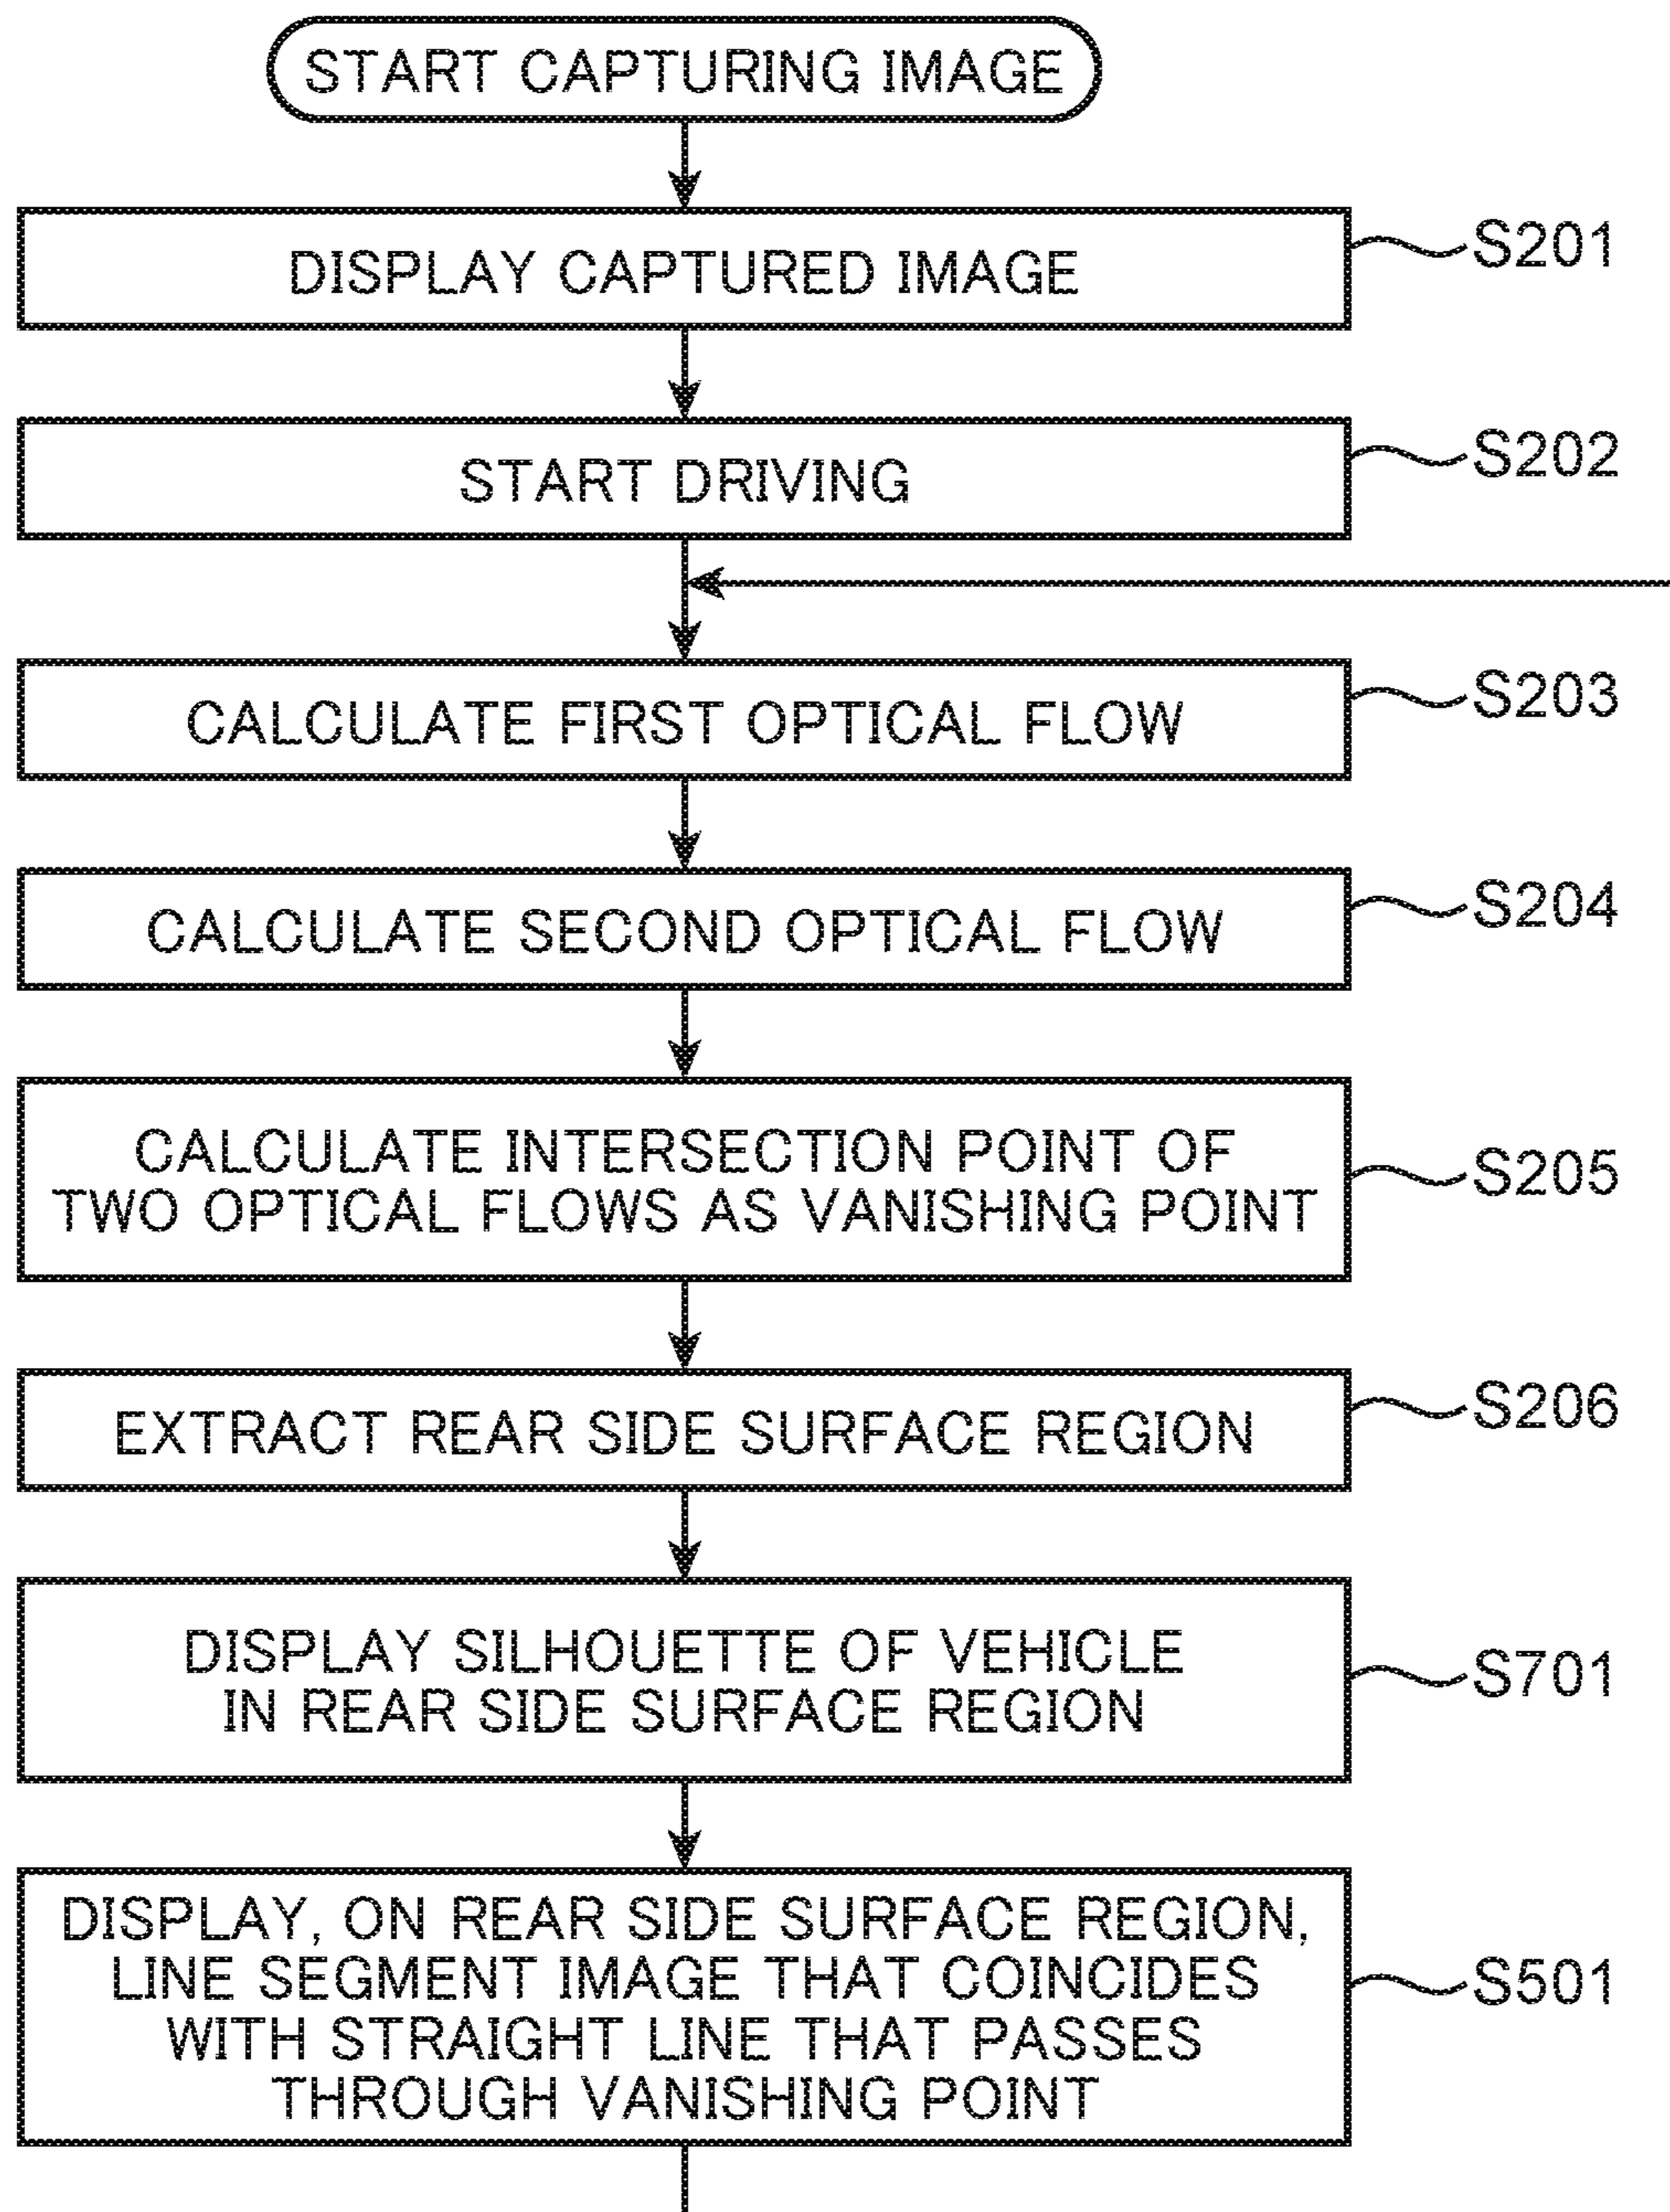 START CAPTURING IMAGE
DISPLAY CAPTURED IMAGE
S201
START DRIVING
S202
CALCULATE FIRST OPTICAL FLOW
S203
CALCULATE SECOND OPTICAL FLOW
S204
CALCULATE INTERSECTION POINT OF
TWO OPTICAL FLOWS AS VANISHING POINT
S205
EXTRACT REAR SIDE SURFACE REGION
S206
DISPLAY SILHOUETTE OF VEHICLE
IN REAR SIDE SURFACE REGION
S701
DISPLAY, ON REAR SIDE SURFACE REGION,
LINE SEGMENT IMAGE THAT COINCIDES
WITH STRAIGHT LINE THAT PASSES
THROUGH VANISHING POINT
S501